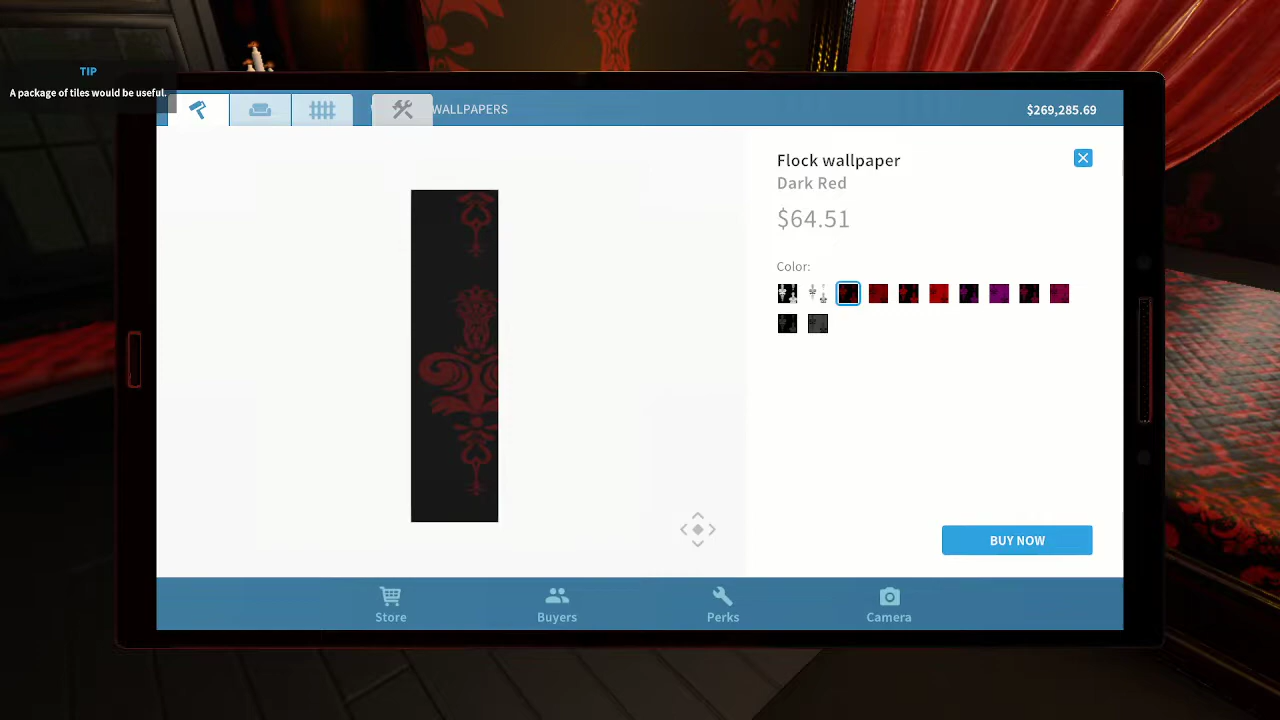 TIP
A package of tiles would be useful.
WALLPAPERS
$269,285.69
Flock wallpaper
Dark Red
$64.51
Color:
BUY NOW
Store
Buyers
Perks
Camera